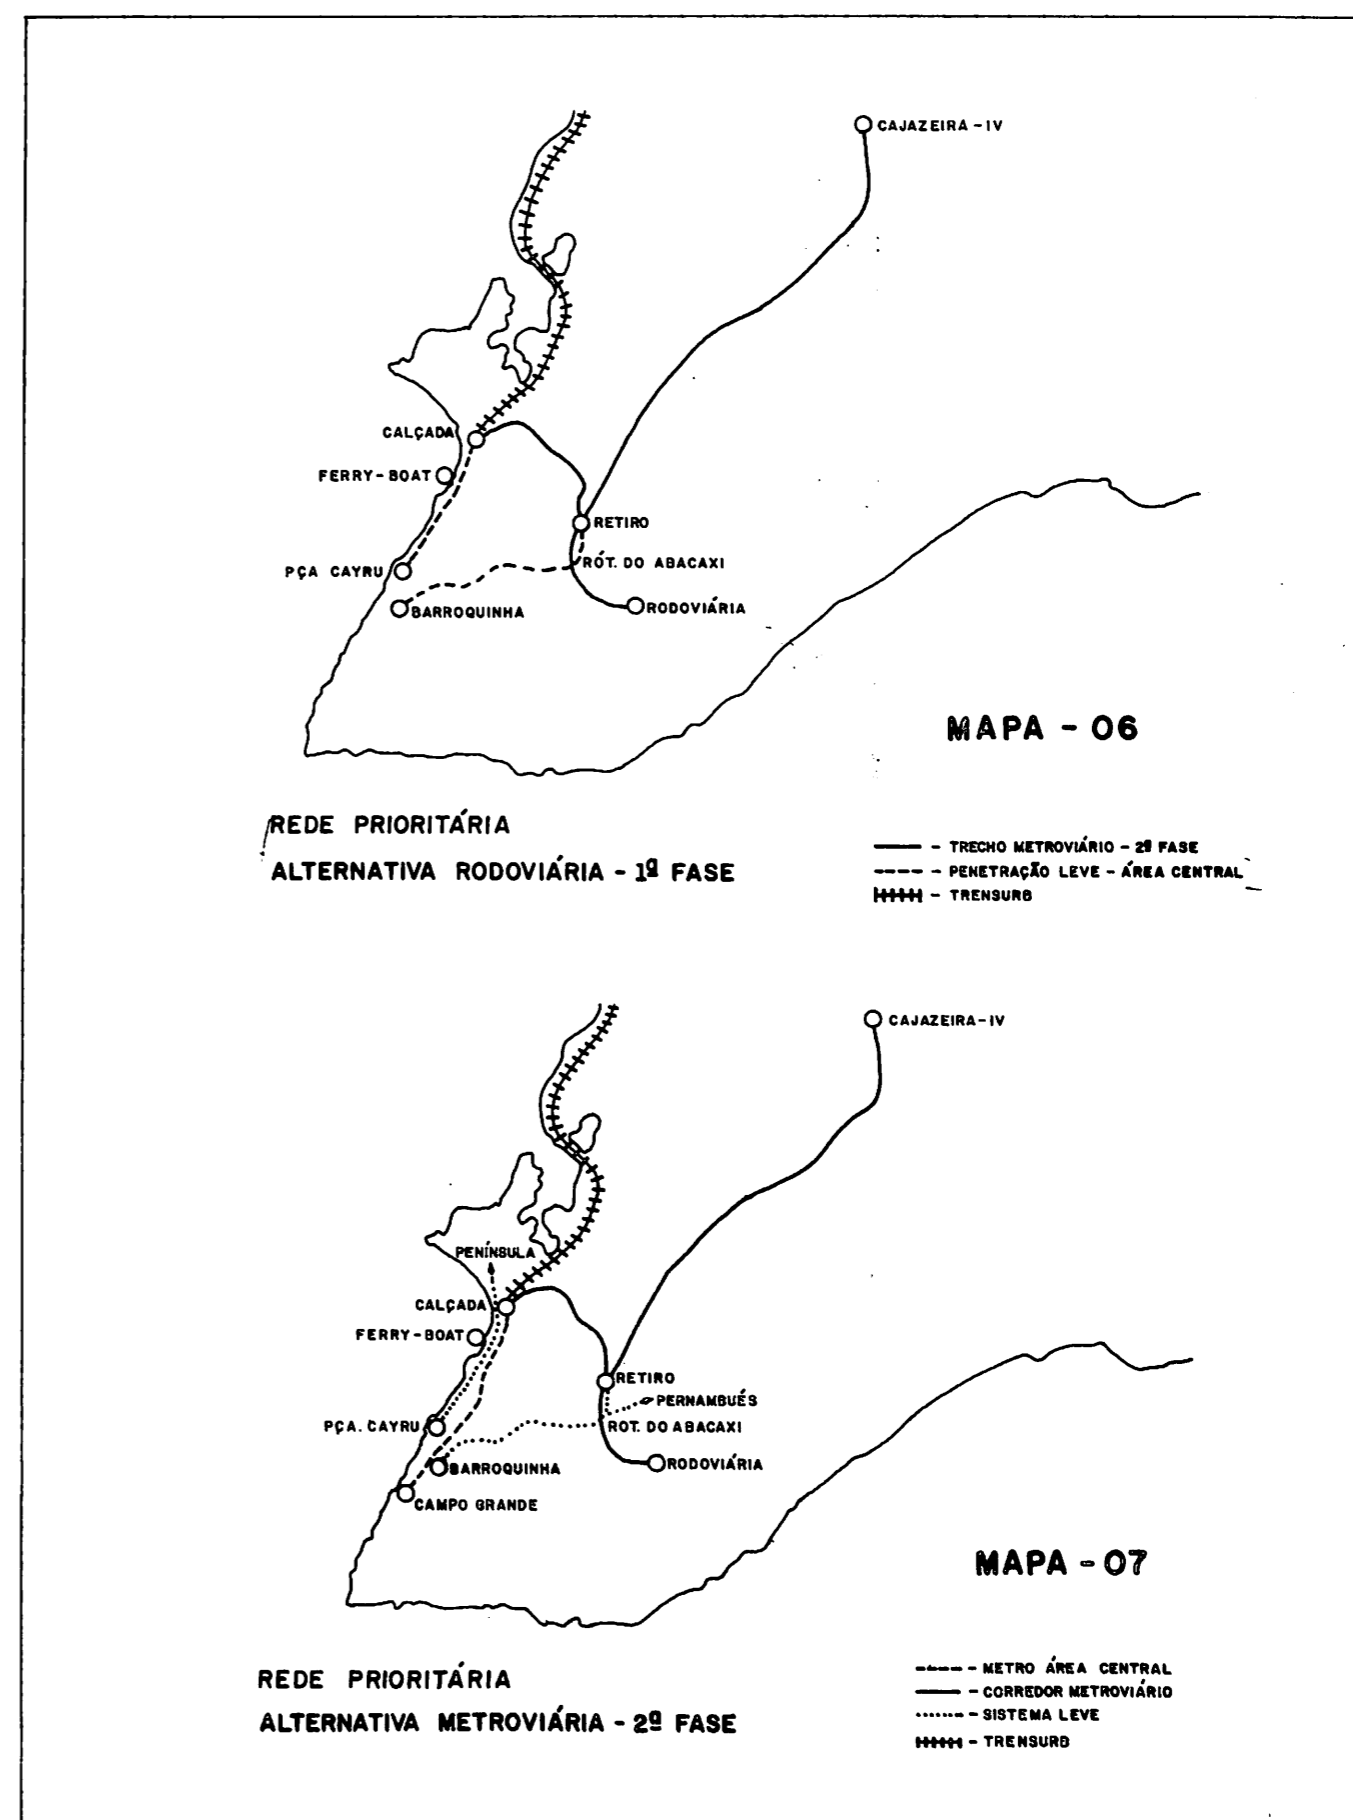 CAJAZEIRA - IV
CALÇADA
FERRY - BOAT
RETIRO
RÓT. DO ABACAXI
PÇA CAYRU
BARROQUINHA
RODOVIÁRIA
MAPA - 06
REDE PRIORITÁRIA
ALTERNATIVA RODOVIÁRIA - 1ª FASE
- TRECHO METROVIÁRIO - 2ª FASE
- PENETRAÇÃO LEVE - ÁREA CENTRAL
- TRENSURB
CAJAZEIRA - IV
PENÍNSULA
CALÇADA
FERRY - BOAT
RETIRO
PERNAMBUÉS
PÇA. CAYRU
ROT. DO ABACAXI
BARROQUINHA
RODOVIÁRIA
CAMPO GRANDE
MAPA - 07
REDE PRIORITÁRIA
ALTERNATIVA METROVIÁRIA - 2ª FASE
- METRO ÁREA CENTRAL
- CORREDOR METROVIÁRIO
- SISTEMA LEVE
- TRENSURB